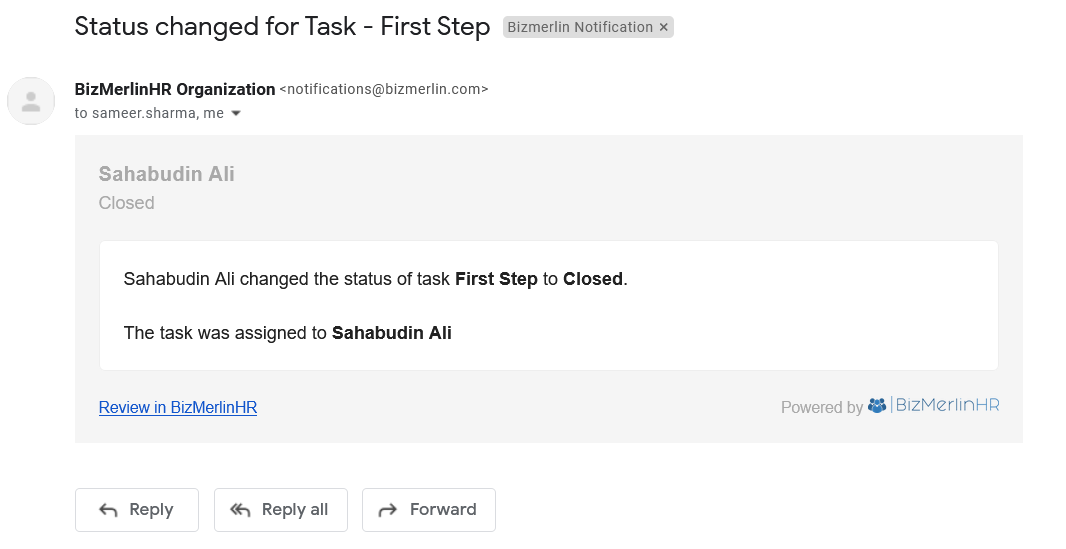 Status changed for Task - First Step Bizmerlin Notification ×
BizMerlinHR Organization <notifications@bizmerlin.com>
to sameer.sharma, me
Sahabudin Ali
Closed
Sahabudin Ali changed the status of task First Step to Closed.
The task was assigned to Sahabudin Ali
Review in BizMerlinHR Powered by BizMerlinHR
Reply Reply all Forward